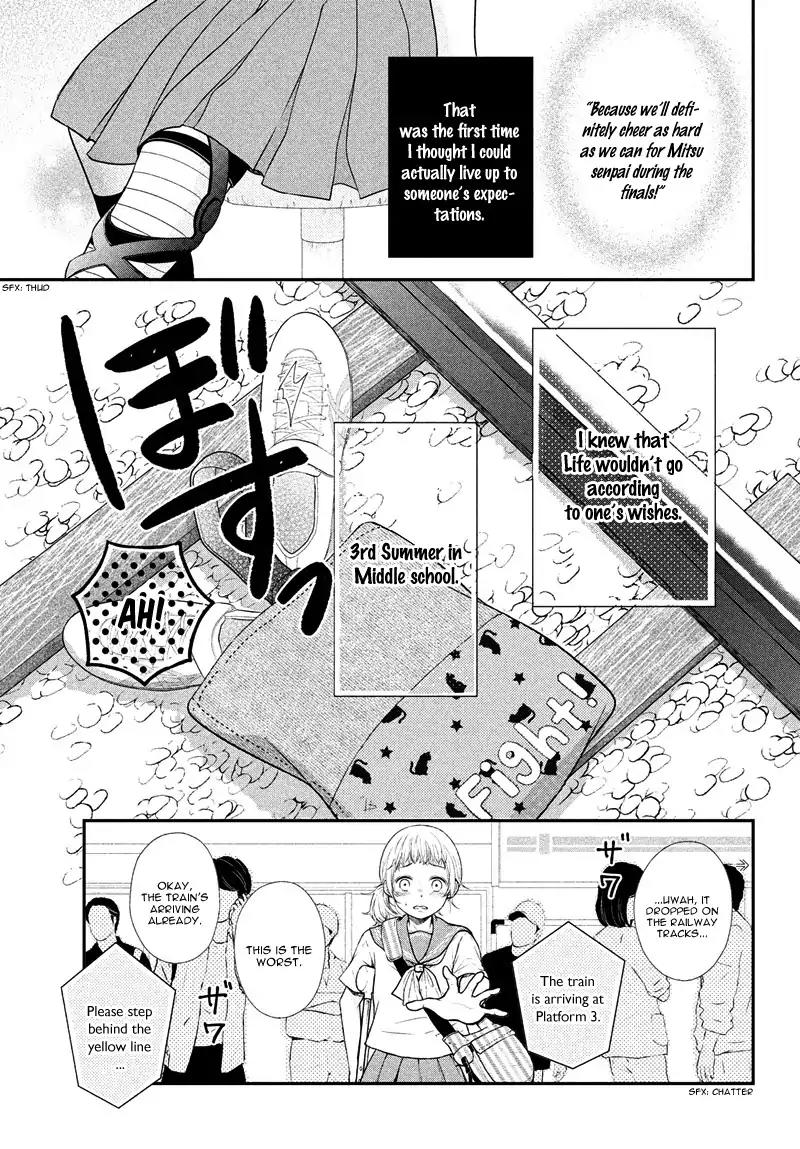 "Because we'll defi-
nitely cheer as hard
as we can for Mitsu
senpai during the
finals!"
That
was the first time
I thought I could
actually live up to
someone's expec-
tations.
SFX: THUD
ぼすっ
I knew that
Life wouldn't go
according
to one's wishes.
3rd Summer in
Middle school.
AH!
Fight!
ザワ
...UWAH, IT
DROPPED ON
THE RAILWAY
TRACKS...
The train
is arriving at
Platform 3.
THIS IS THE
WORST.
OKAY,
THE TRAIN'S
ARRIVING
ALREADY.
ザワ
Please step
behind the
yellow line
...
SFX: CHATTER